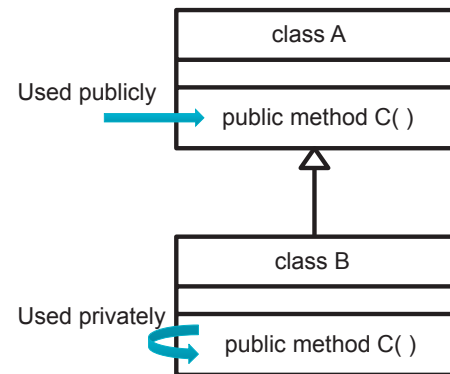 class A
Used publicly
public method C( )
class B
Used privately
public method C( )